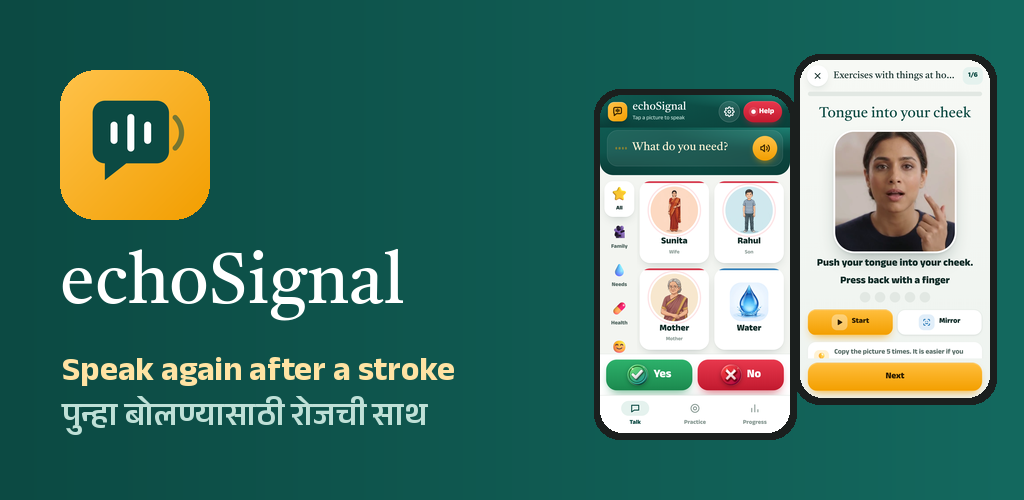 echoSignal
Speak again after a stroke
पुन्हा बोलण्यासाठी रोजची साथ
echoSignal
Tap a picture to speak
Help
What do you need?
All
Family
Needs
Health
Sunita
Wife
Rahul
Son
Mother
Mother
Water
Yes
No
Talk
Practice
Progress
Exercises with things at ho...
1/6
Tongue into your cheek
Push your tongue into your cheek.
Press back with a finger
Start
Mirror
Copy the picture 5 times. It is easier if you
Next